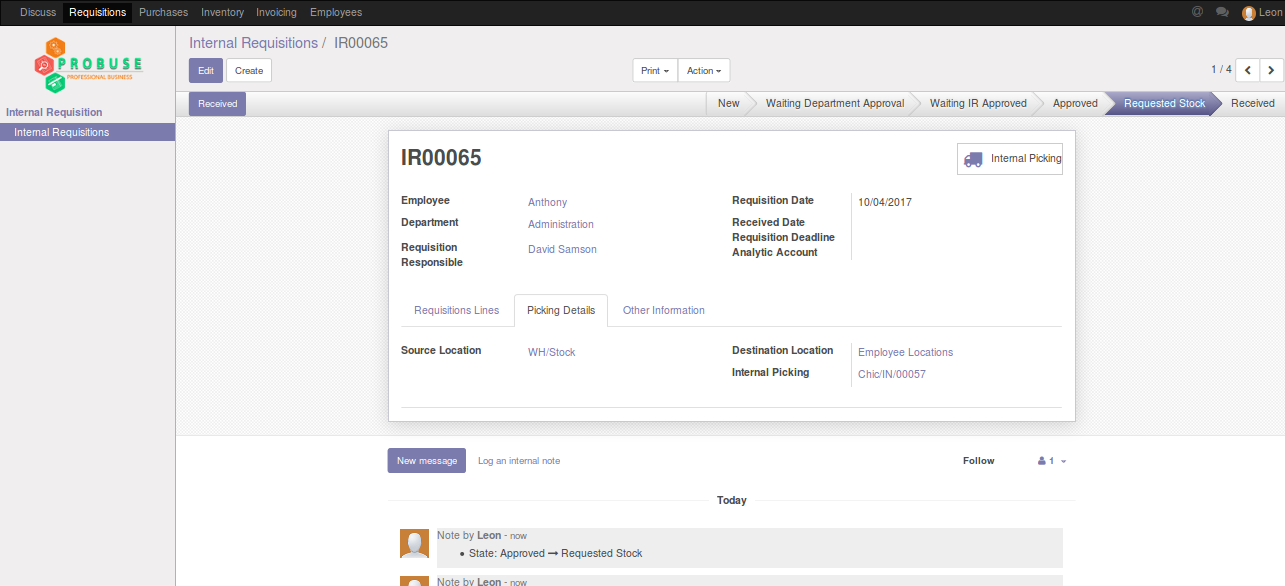 Discuss Requisitions Purchases Inventory Invoicing Employees @ Leon
PROBUSE
PROFESSIONAL BUSINESS
Internal Requisition
Internal Requisitions
Internal Requisitions / IR00065
Edit Create Print Action 1 / 4
Received New Waiting Department Approval Waiting IR Approved Approved Requested Stock Received
IR00065
Internal Picking
Employee Anthony
Department Administration
Requisition Responsible David Samson
Requisition Date 10/04/2017
Received Date
Requisition Deadline
Analytic Account
Requisitions Lines Picking Details Other Information
Source Location WH/Stock
Destination Location Employee Locations
Internal Picking Chic/IN/00057
New message Log an internal note Follow 1
Today
Note by Leon - now
• State: Approved → Requested Stock
Note by Leon - now